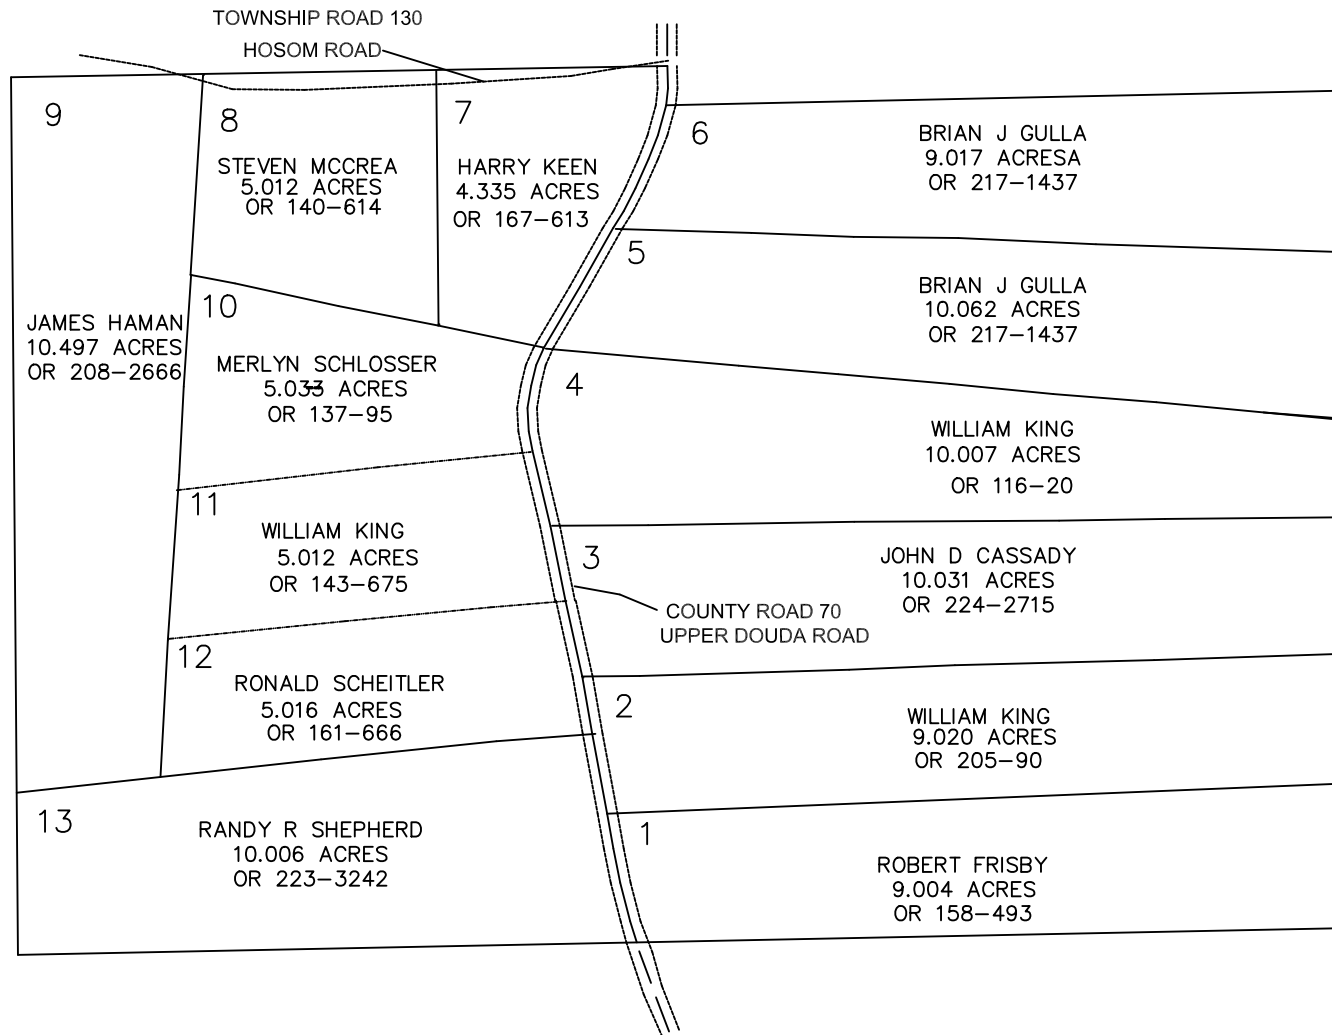 TOWNSHIP ROAD 130
HOSOM ROAD
9
8
STEVEN MCCREA
5.012 ACRES
OR 140-614
7
HARRY KEEN
4.335 ACRES
OR 167-613
6
BRIAN J GULLA
9.017 ACRESA
OR 217-1437
5
BRIAN J GULLA
10.062 ACRES
OR 217-1437
JAMES HAMAN
10.497 ACRES
OR 208-2666
10
MERLYN SCHLOSSER
5.033 ACRES
OR 137-95
4
WILLIAM KING
10.007 ACRES
OR 116-20
11
WILLIAM KING
5.012 ACRES
OR 143-675
3
JOHN D CASSADY
10.031 ACRES
OR 224-2715
COUNTY ROAD 70
UPPER DOUDA ROAD
12
RONALD SCHEITLER
5.016 ACRES
OR 161-666
2
WILLIAM KING
9.020 ACRES
OR 205-90
13
RANDY R SHEPHERD
10.006 ACRES
OR 223-3242
1
ROBERT FRISBY
9.004 ACRES
OR 158-493